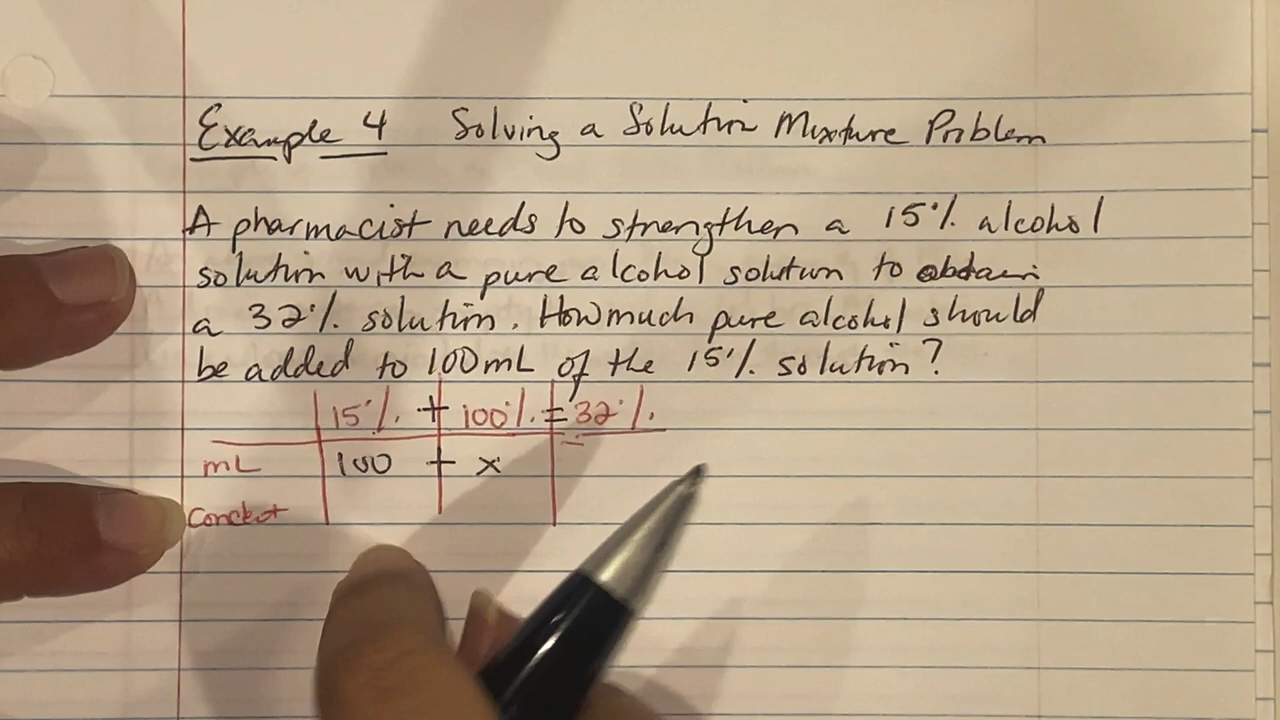 Example 4 Solving a Solution Mixture Problem
A pharmacist needs to strengthen a 15% alcohol
solution with a pure alcohol solution to obtain
a 32% solution. How much pure alcohol should
be added to 100mL of the 15% solution?
15% + 100% = 32%
mL 100 + x